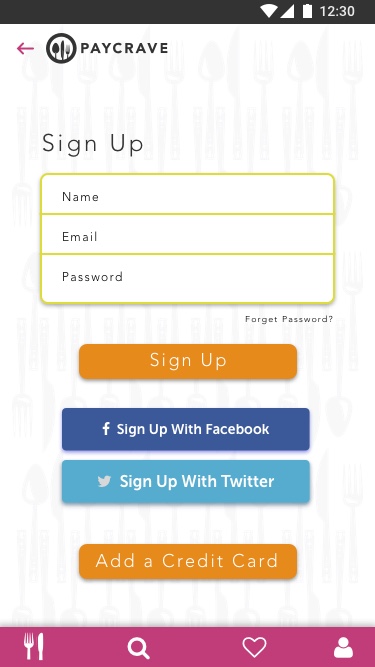 12:30
PAYCRAVE
Sign Up
Name
Email
Password
Forget Password?
Sign Up
Sign Up With Facebook
Sign Up With Twitter
Add a Credit Card